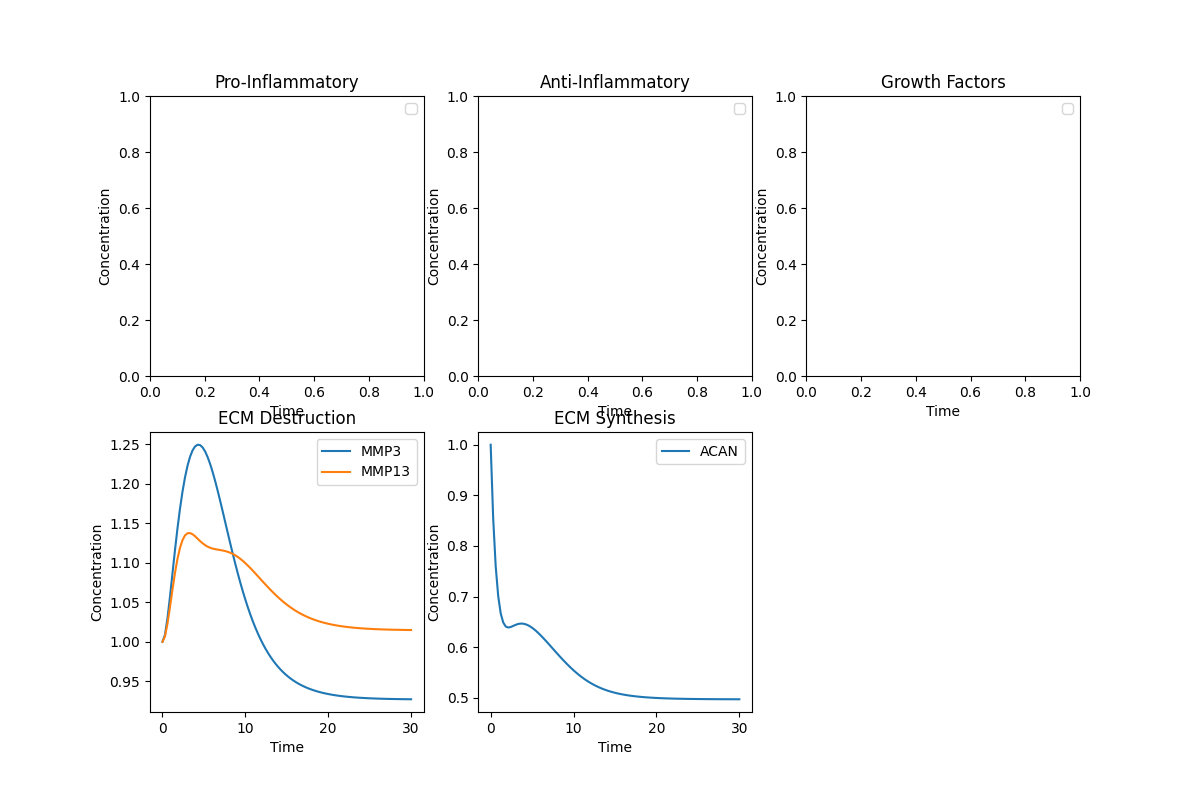 Pro-Inflammatory
Anti-Inflammatory
Growth Factors
1.0
0.8
0.6
0.4
0.2
0.0
Concentration
0.0 0.2 0.4 0.6 0.8 1.0
Time
1.0
0.8
0.6
0.4
0.2
0.0
Concentration
0.0 0.2 0.4 0.6 0.8 1.0
Time
1.0
0.8
0.6
0.4
0.2
0.0
Concentration
0.0 0.2 0.4 0.6 0.8 1.0
Time
ECM Destruction
MMP3
MMP13
1.25
1.20
1.15
1.10
1.05
1.00
0.95
Concentration
0 10 20 30
Time
ECM Synthesis
ACAN
1.0
0.9
0.8
0.7
0.6
0.5
Concentration
0 10 20 30
Time